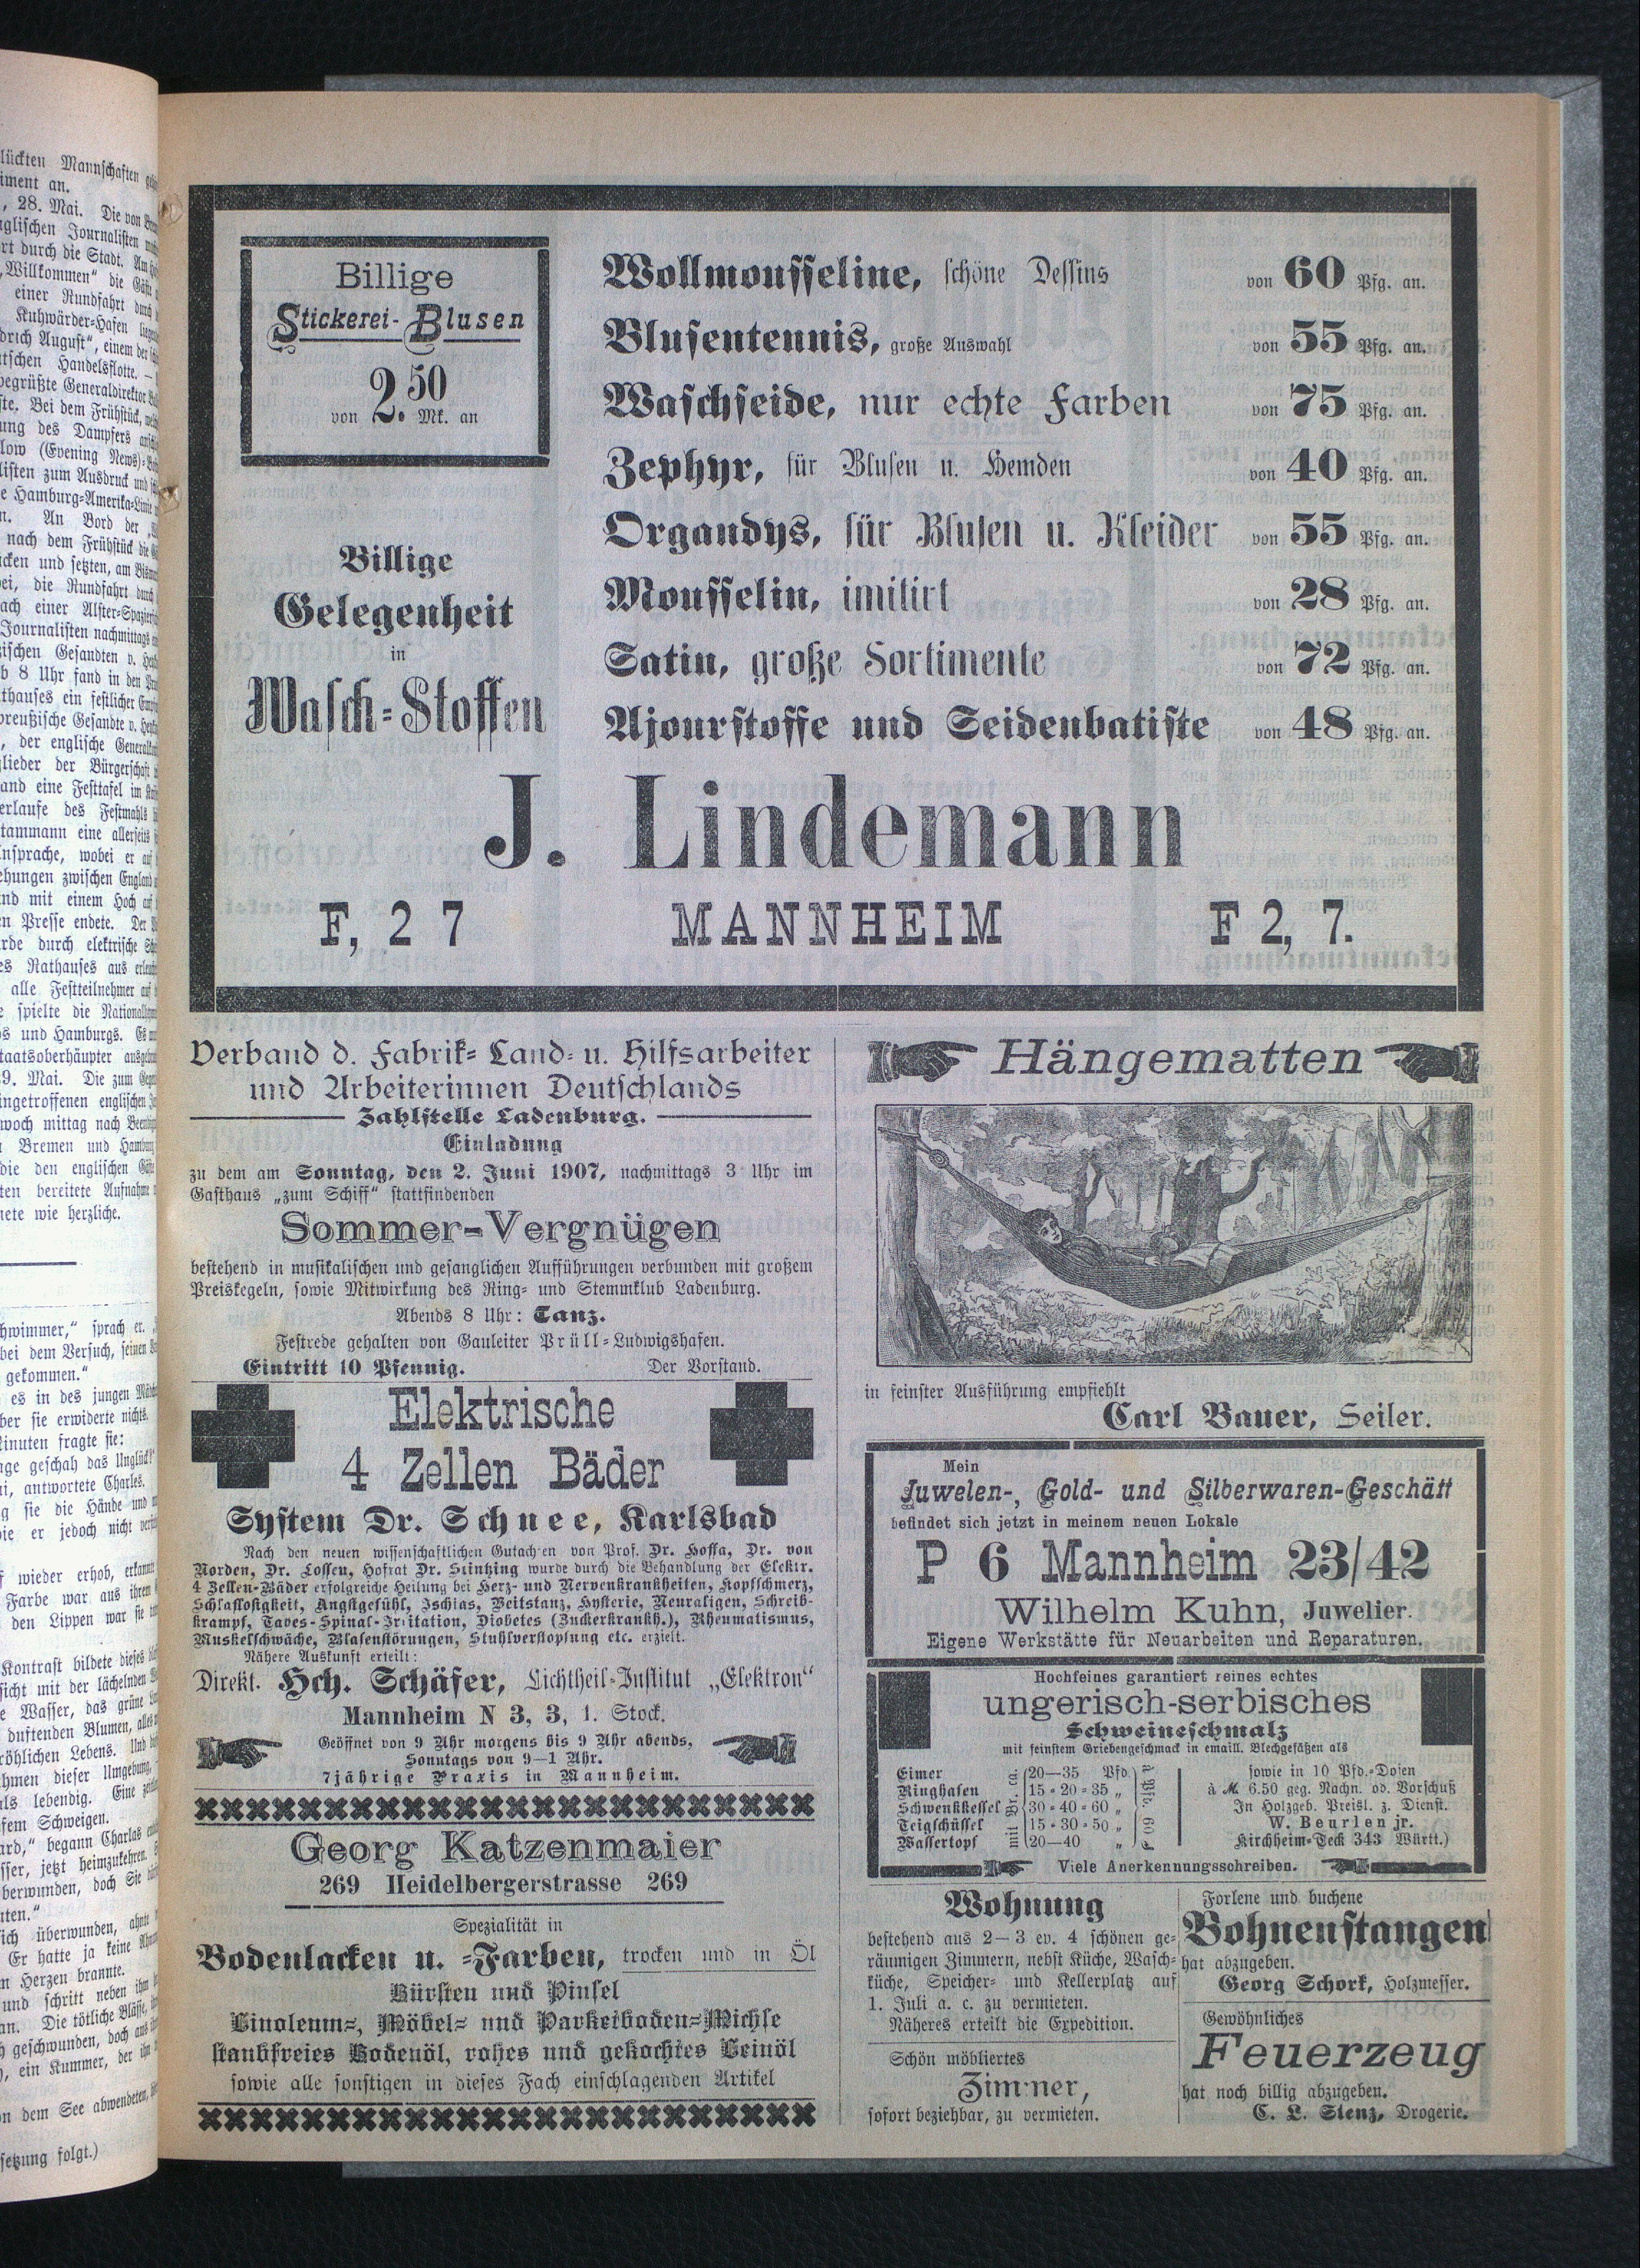 Billige
Stickerei-Blusen
von 2.50 Mk. an
Billige
Gelegenheit
in
Wasch-Stoffen
Wollmousseline, schöne Dessins von 60 Pfg. an.
Blusentennis, große Auswahl von 55 Pfg. an.
Waschseide, nur echte Farben von 75 Pfg. an.
Zephyr, für Blusen u. Hemden von 40 Pfg. an.
Organdys, für Blusen u. Kleider von 55 Pfg. an.
Mousselin, imitirt von 28 Pfg. an.
Satin, große Sortimente von 72 Pfg. an.
Ajourstoffe und Seidenbatiste von 48 Pfg. an.
J. Lindemann
F, 2 7 MANNHEIM F 2, 7.
Verband d. Fabrik- Land- u. Hilfsarbeiter
und Arbeiterinnen Deutschlands
Zahlstelle Ladenburg.
Einladung
zu dem am Sonntag, den 2. Juni 1907, nachmittags 3 Uhr im
Gasthaus „zum Schiff“ stattfindenden
Sommer-Vergnügen
bestehend in musikalischen und gesanglichen Aufführungen verbunden mit großem
Preiskegeln, sowie Mitwirkung des Ring- und Stemmklub Ladenburg.
Abends 8 Uhr: Tanz.
Festrede gehalten von Gauleiter Prüll-Ludwigshafen.
Eintritt 10 Pfennig. Der Vorstand.
Elektrische
4 Zellen Bäder
System Dr. Schnee, Karlsbad
Nach den neuen wissenschaftlichen Gutachten von Prof. Dr. Hoffa, Dr. von
Norden, Dr. Lossen, Hofrat Dr. Stintzing wurde durch die Behandlung der Elektr.
4 Zellen-Bäder erfolgreiche Heilung bei Herz- und Nervenkrankheiten, Kopfschmerz,
Schlaflosigkeit, Angstgefühl, Ischias, Veitstanz, Hysterie, Neuralgien, Schreib-
krampf, Tabes-Spinal-Irritation, Diabetes (Zuckerkrankh.), Rheumatismus,
Muskelschwäche, Blasenstörungen, Stuhlverstopfung etc. erzielt.
Nähere Auskunft erteilt:
Direkt. Hch. Schäfer, Lichtheil-Institut „Elektron“
Mannheim N 3, 3, 1. Stock.
Geöffnet von 9 Uhr morgens bis 9 Uhr abends,
Sonntags von 9—1 Uhr.
7jährige Praxis in Mannheim.
Georg Katzenmaier
269 Heidelbergerstrasse 269
Spezialität in
Bodenlacken u. -Farben, trocken und in Öl
Bürsten und Pinsel
Linoleum-, Möbel- und Parketboden-Wichse
staubfreies Bodenöl, rohes und gekochtes Leinöl
sowie alle sonstigen in dieses Fach einschlagenden Artikel
Hängematten
in feinster Ausführung empfiehlt
Carl Bauer, Seiler.
Mein
Juwelen-, Gold- und Silberwaren-Geschätt
befindet sich jetzt in meinem neuen Lokale
P 6 Mannheim 23/42
Wilhelm Kuhn, Juwelier.
Eigene Werkstätte für Neuarbeiten und Reparaturen.
Hochfeines garantiert reines echtes
ungerisch-serbisches
Schweineschmalz
mit feinstem Griebengeschmack in emaill. Blechgefäßen als
Eimer 20—35 Pfd.
Ringhafen 15-20-35 „
Schwenkkessel 30-40-60 „
Teigschüssel 15-30-50 „
Wassertopf 20—40 „
sowie in 10 Pfd.-Dosen
à M. 6.50 geg. Nachn. od. Vorschuß
In Holzgeb. Preisl. z. Dienst.
W. Beurlen jr.
Kirchheim-Teck 343 Württ.)
Viele Anerkennungsschreiben.
Wohnung
bestehend aus 2—3 ev. 4 schönen ge-
räumigen Zimmern, nebst Küche, Wasch-
küche, Speicher- und Kellerplatz auf
1. Juli a. c. zu vermieten.
Näheres erteilt die Expedition.
Schön möbliertes
Zimmer,
sofort beziehbar, zu vermieten.
Forlene und buchene
Bohnenstangen
hat abzugeben.
Georg Schork, Holzmesser.
Gewöhnliches
Feuerzeug
hat noch billig abzugeben.
C. L. Stenz, Drogerie.